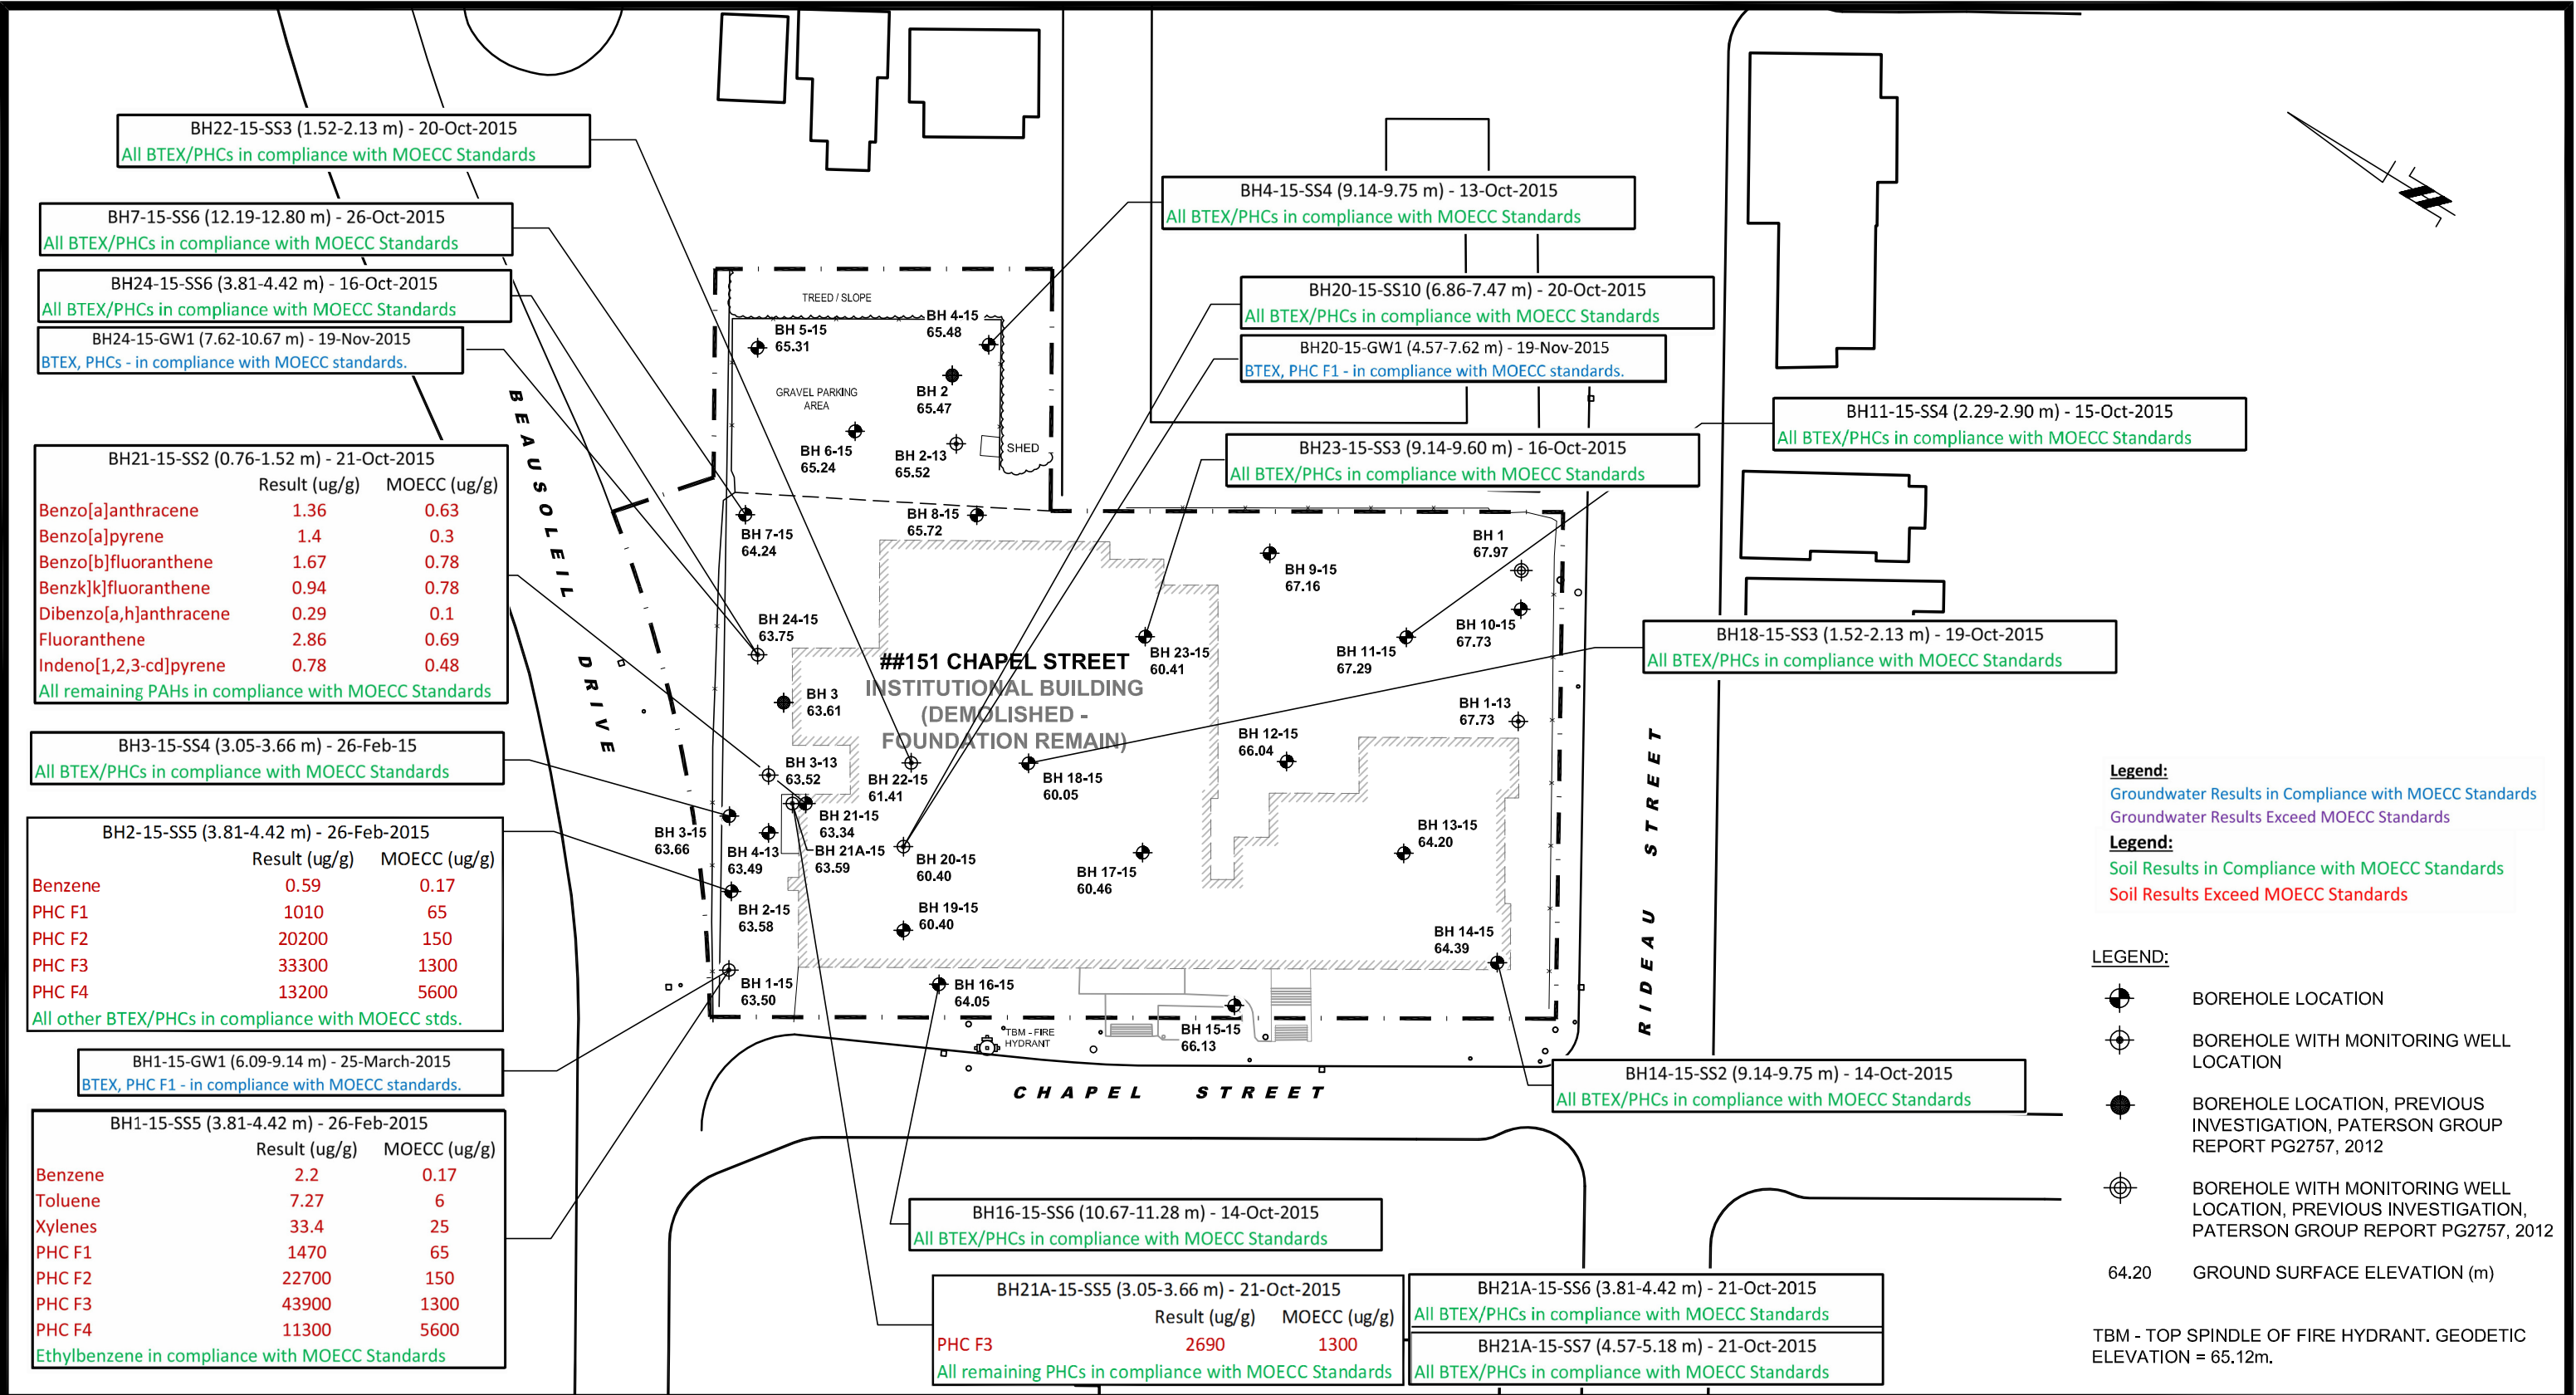 BH22-15-SS3 (1.52-2.13 m) - 20-Oct-2015
All BTEX/PHCs in compliance with MOECC Standards
BH7-15-SS6 (12.19-12.80 m) - 26-Oct-2015
All BTEX/PHCs in compliance with MOECC Standards
BH24-15-SS6 (3.81-4.42 m) - 16-Oct-2015
All BTEX/PHCs in compliance with MOECC Standards
BH24-15-GW1 (7.62-10.67 m) - 19-Nov-2015
BTEX, PHCs - in compliance with MOECC standards.
BH21-15-SS2 (0.76-1.52 m) - 21-Oct-2015
Result (ug/g) MOECC (ug/g)
Benzo[a]anthracene 1.36 0.63
Benzo[a]pyrene 1.4 0.3
Benzo[b]fluoranthene 1.67 0.78
Benzk]k]fluoranthene 0.94 0.78
Dibenzo[a,h]anthracene 0.29 0.1
Fluoranthene 2.86 0.69
Indeno[1,2,3-cd]pyrene 0.78 0.48
All remaining PAHs in compliance with MOECC Standards
BH3-15-SS4 (3.05-3.66 m) - 26-Feb-15
All BTEX/PHCs in compliance with MOECC Standards
BH2-15-SS5 (3.81-4.42 m) - 26-Feb-2015
Result (ug/g) MOECC (ug/g)
Benzene 0.59 0.17
PHC F1 1010 65
PHC F2 20200 150
PHC F3 33300 1300
PHC F4 13200 5600
All other BTEX/PHCs in compliance with MOECC stds.
BH1-15-GW1 (6.09-9.14 m) - 25-March-2015
BTEX, PHC F1 - in compliance with MOECC standards.
BH1-15-SS5 (3.81-4.42 m) - 26-Feb-2015
Result (ug/g) MOECC (ug/g)
Benzene 2.2 0.17
Toluene 7.27 6
Xylenes 33.4 25
PHC F1 1470 65
PHC F2 22700 150
PHC F3 43900 1300
PHC F4 11300 5600
Ethylbenzene in compliance with MOECC Standards
BEAUSOLEIL DRIVE
TREED / SLOPE
BH 5-15
65.31
BH 4-15
65.48
GRAVEL PARKING
AREA
BH 2
65.47
BH 6-15
65.24
BH 2-13
65.52
SHED
BH 7-15
64.24
BH 8-15
65.72
BH 9-15
67.16
BH 1
67.97
BH 10-15
67.73
BH 11-15
67.29
BH 23-15
60.41
BH 24-15
63.75
##151 CHAPEL STREET
INSTITUTIONAL BUILDING
(DEMOLISHED -
FOUNDATION REMAIN)
BH 3
63.61
BH 1-13
67.73
BH 12-15
66.04
BH 3-13
63.52
BH 22-15
61.41
BH 18-15
60.05
BH 21-15
63.34
BH 3-15
63.66
BH 4-13
63.49
BH 21A-15
63.59
BH 20-15
60.40
BH 17-15
60.46
BH 13-15
64.20
BH 2-15
63.58
BH 19-15
60.40
BH 14-15
64.39
BH 1-15
63.50
BH 16-15
64.05
BH 15-15
66.13
TBM - FIRE
HYDRANT
CHAPEL STREET
RIDEAU STREET
BH4-15-SS4 (9.14-9.75 m) - 13-Oct-2015
All BTEX/PHCs in compliance with MOECC Standards
BH20-15-SS10 (6.86-7.47 m) - 20-Oct-2015
All BTEX/PHCs in compliance with MOECC Standards
BH20-15-GW1 (4.57-7.62 m) - 19-Nov-2015
BTEX, PHC F1 - in compliance with MOECC standards.
BH23-15-SS3 (9.14-9.60 m) - 16-Oct-2015
All BTEX/PHCs in compliance with MOECC Standards
BH11-15-SS4 (2.29-2.90 m) - 15-Oct-2015
All BTEX/PHCs in compliance with MOECC Standards
BH18-15-SS3 (1.52-2.13 m) - 19-Oct-2015
All BTEX/PHCs in compliance with MOECC Standards
BH14-15-SS2 (9.14-9.75 m) - 14-Oct-2015
All BTEX/PHCs in compliance with MOECC Standards
BH16-15-SS6 (10.67-11.28 m) - 14-Oct-2015
All BTEX/PHCs in compliance with MOECC Standards
BH21A-15-SS5 (3.05-3.66 m) - 21-Oct-2015
Result (ug/g) MOECC (ug/g)
PHC F3 2690 1300
All remaining PHCs in compliance with MOECC Standards
BH21A-15-SS6 (3.81-4.42 m) - 21-Oct-2015
All BTEX/PHCs in compliance with MOECC Standards
BH21A-15-SS7 (4.57-5.18 m) - 21-Oct-2015
All BTEX/PHCs in compliance with MOECC Standards
Legend:
Groundwater Results in Compliance with MOECC Standards
Groundwater Results Exceed MOECC Standards
Legend:
Soil Results in Compliance with MOECC Standards
Soil Results Exceed MOECC Standards
LEGEND:
BOREHOLE LOCATION
BOREHOLE WITH MONITORING WELL
LOCATION
BOREHOLE LOCATION, PREVIOUS
INVESTIGATION, PATERSON GROUP
REPORT PG2757, 2012
BOREHOLE WITH MONITORING WELL
LOCATION, PREVIOUS INVESTIGATION,
PATERSON GROUP REPORT PG2757, 2012
64.20 GROUND SURFACE ELEVATION (m)
TBM - TOP SPINDLE OF FIRE HYDRANT. GEODETIC
ELEVATION = 65.12m.